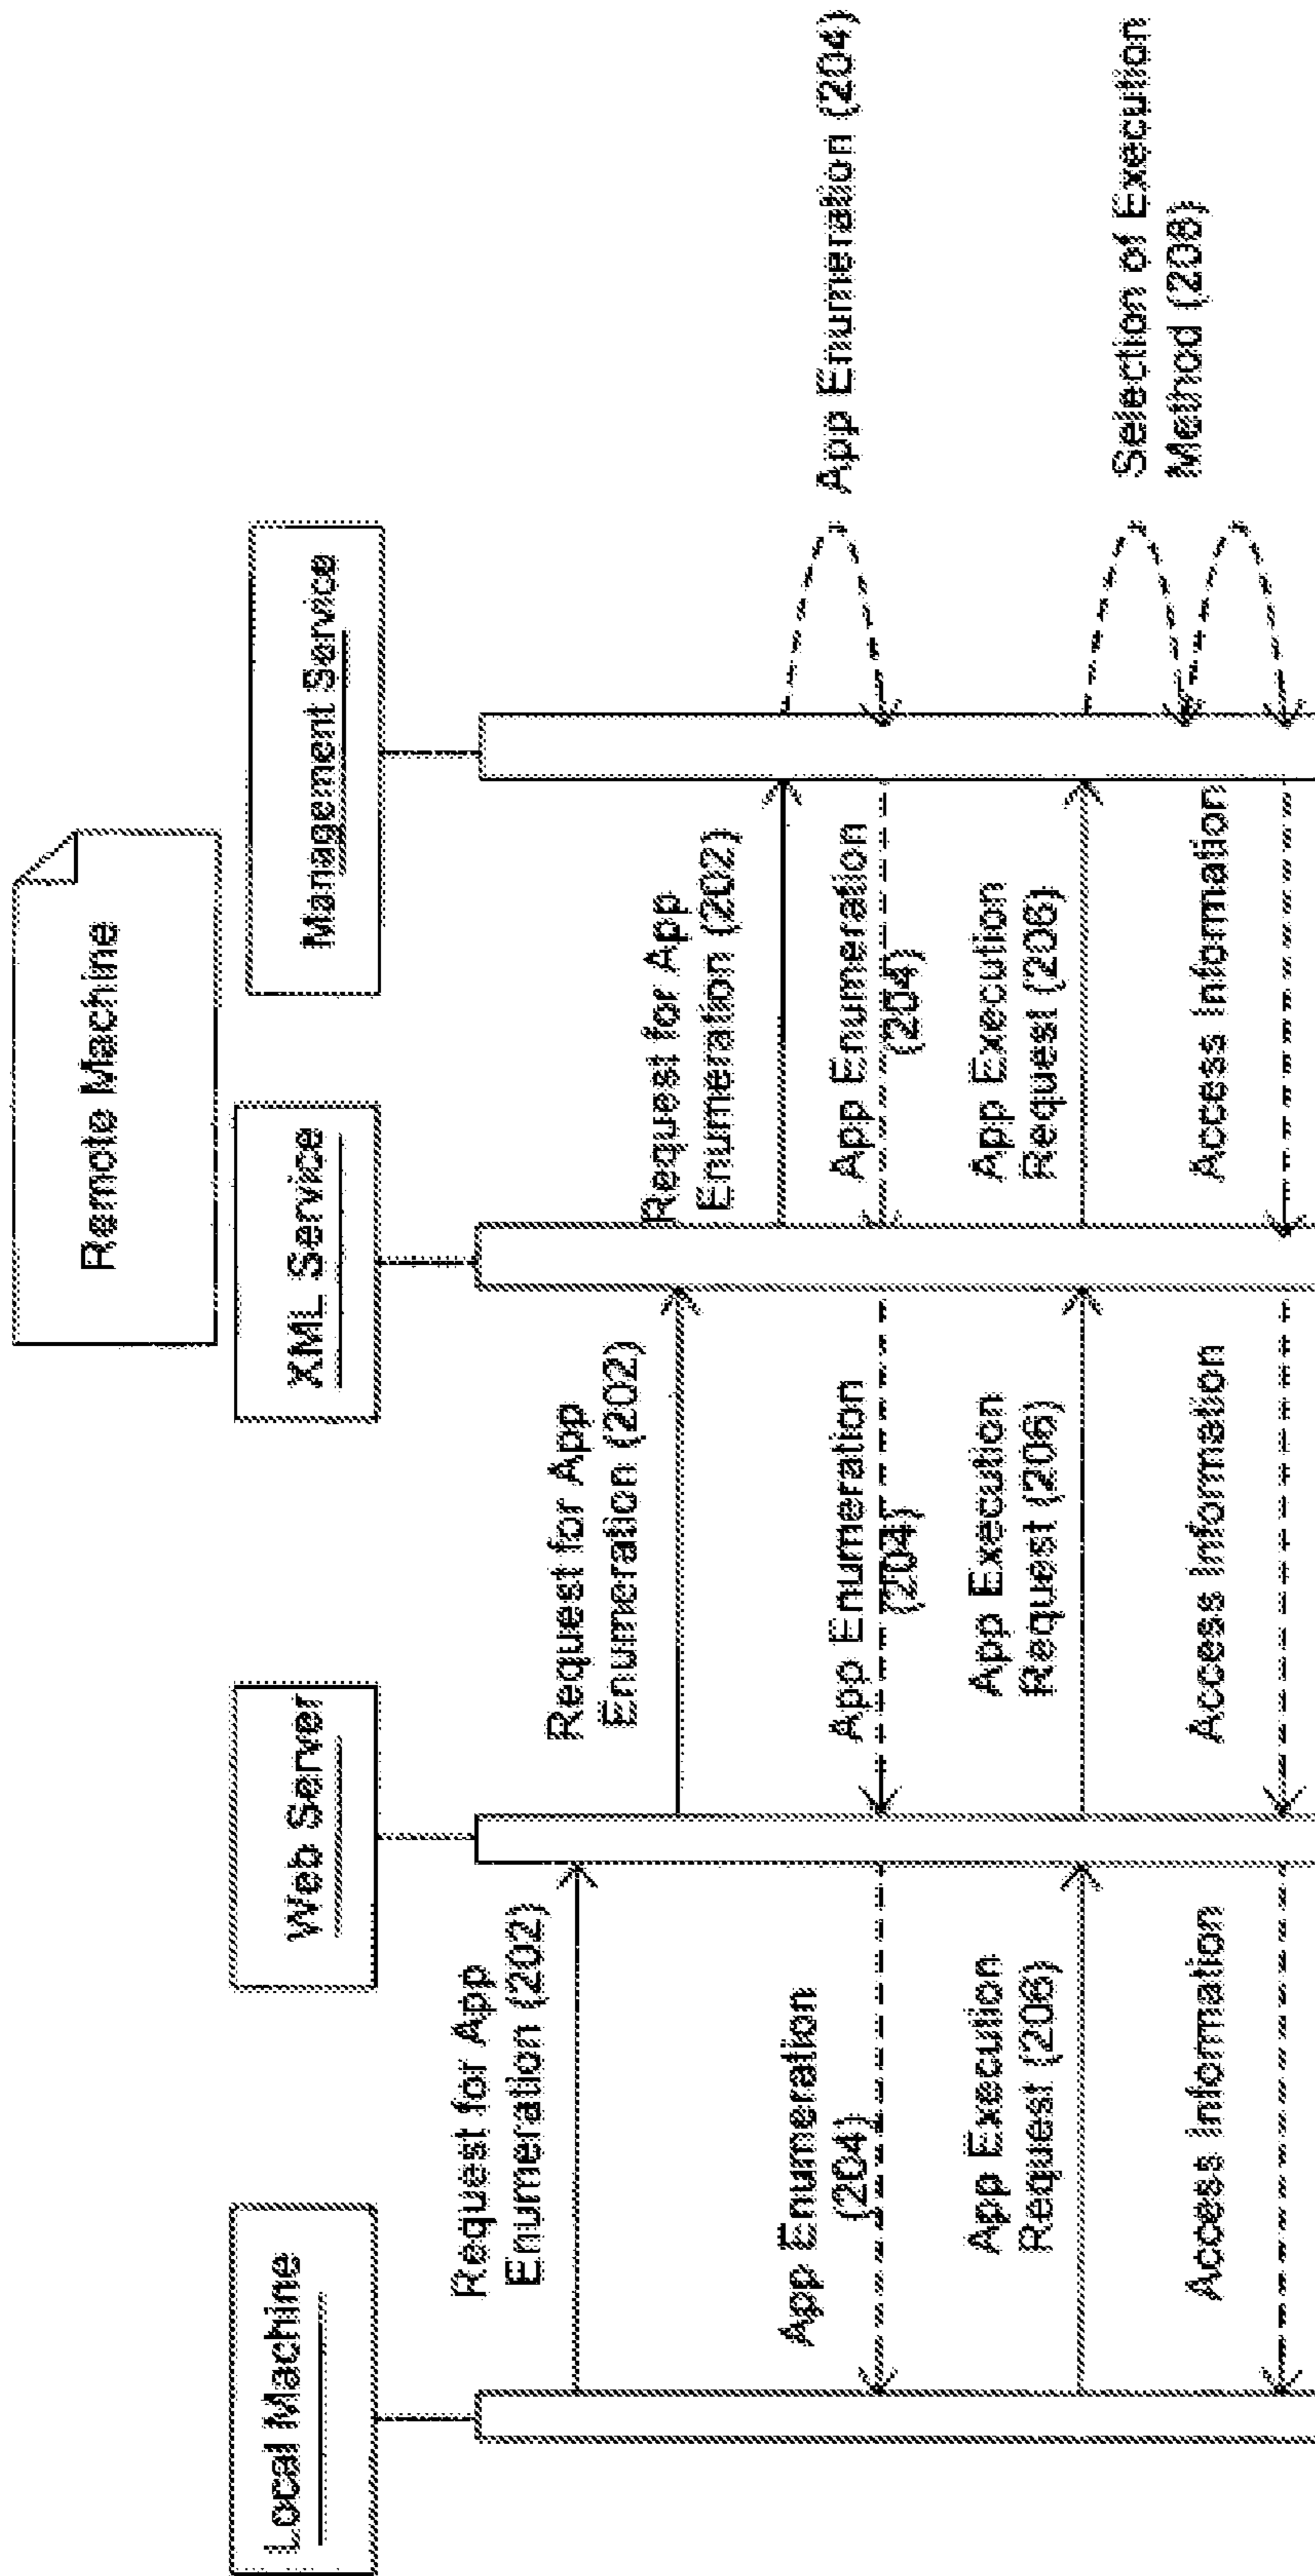 Remote Machine
Local Machine
Web Server
XML Service
Management Service
Request for App
Enumeration (202)
Request for App
Enumeration (202)
Request for App
Enumeration (202)
App Enumeration
(204)
App Enumeration
(204)
App Enumeration
(204)
App Enumeration (204)
App Execution
Request (206)
App Execution
Request (206)
App Execution
Request (206)
Selection of Execution
Method (208)
Access Information
Access Information
Access Information